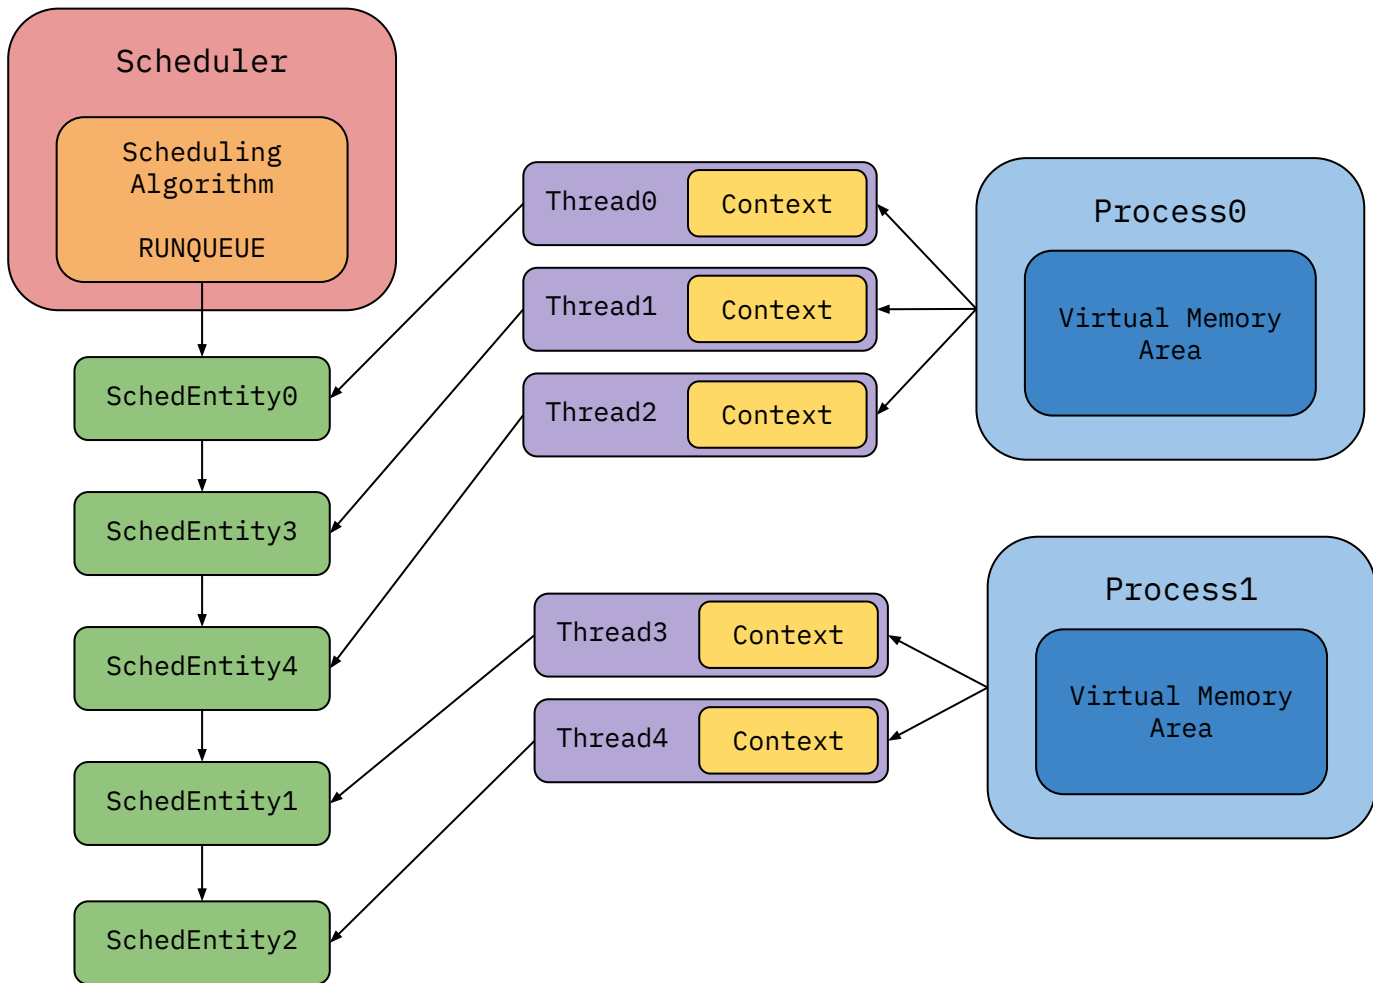 Scheduler
Scheduling
Algorithm
RUNQUEUE
SchedEntity0
SchedEntity3
SchedEntity4
SchedEntity1
SchedEntity2
Thread0
Context
Thread1
Context
Thread2
Context
Thread3
Context
Thread4
Context
Process0
Virtual Memory
Area
Process1
Virtual Memory
Area